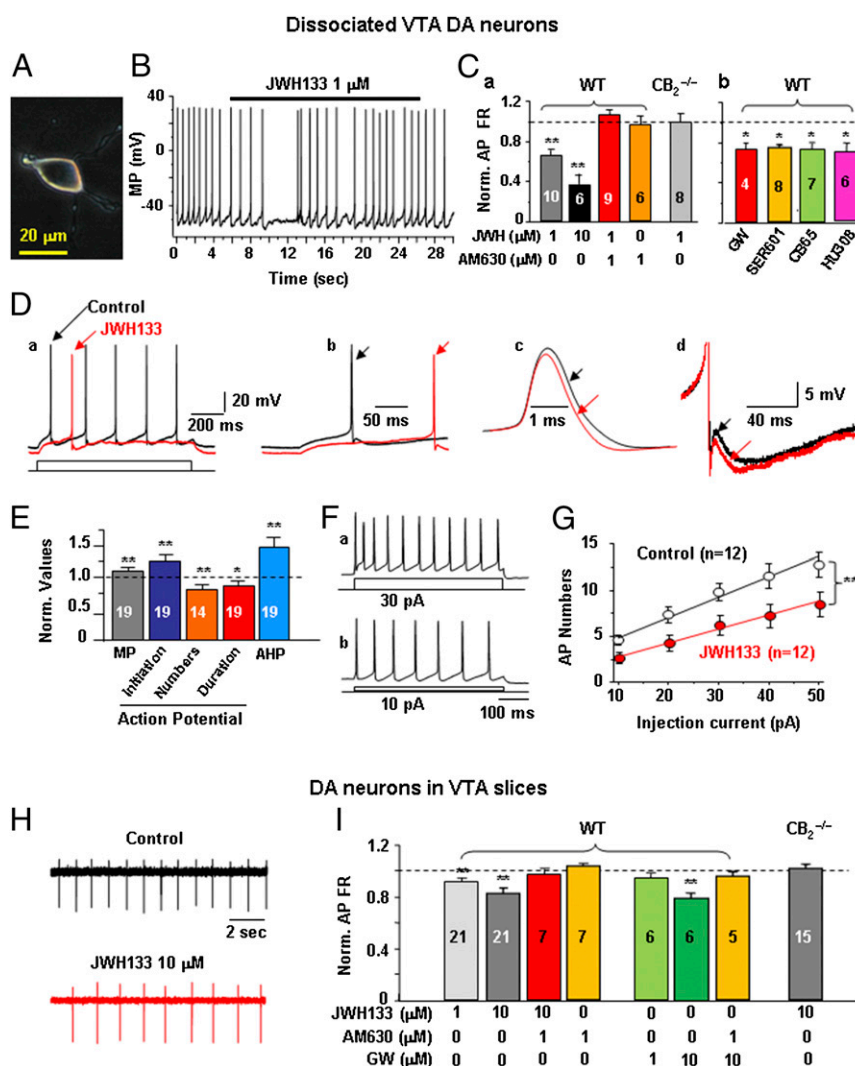 Dissociated VTA DA neurons
A
20 µm
B
JWH133 1 µM
MP (mV)
40
0
-40
0 4 8 12 16 20 24 28
Time (sec)
C
a
WT
CB2−/−
Norm. AP FR
1.2
0.8
0.4
0
** ** 
10 6 9 6 8
JWH (µM) 1 10 1 0 1
AM630 (µM) 0 0 1 1 0
b
WT
* * * *
4 8 7 6
GW SER601 CB65 HU308
D
Control
JWH133
a
20 mV
200 ms
b
50 ms
c
1 ms
d
5 mV
40 ms
E
Norm. Values
1.5
1.0
0.5
0.0
** ** ** * **
19 19 14 19 19
MP Initiation Numbers Duration AHP
Action Potential
F
a
30 pA
b
10 pA
100 ms
G
Control (n=12)
**
JWH133 (n=12)
AP Numbers
15
10
5
0
10 20 30 40 50
Injection current (pA)
DA neurons in VTA slices
H
Control
2 sec
JWH133 10 µM
I
WT
CB2−/−
Norm. AP FR
1.2
0.8
0.4
0
** ** **
21 21 7 7 6 6 5 15
JWH133 (µM) 1 10 10 0 0 0 0 10
AM630 (µM) 0 0 1 1 0 0 1 0
GW (µM) 0 0 0 0 1 10 10 0